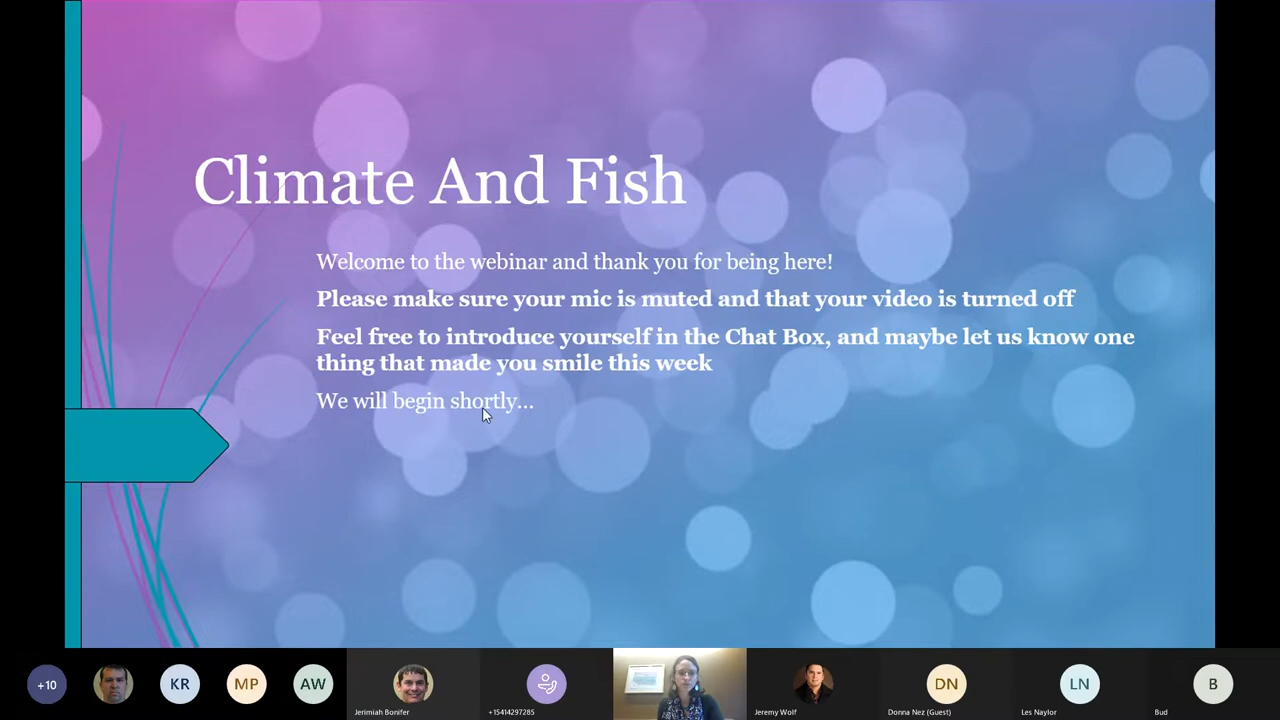 Climate And Fish
Welcome to the webinar and thank you for being here!
Please make sure your mic is muted and that your video is turned off
Feel free to introduce yourself in the Chat Box, and maybe let us know one
thing that made you smile this week
We will begin shortly...
+10
KR
MP
AW
DN
LN
B
Jerimiah Bonifer
+15414297285
Jeremy Wolf
Donna Nez (Guest)
Les Naylor
Bud